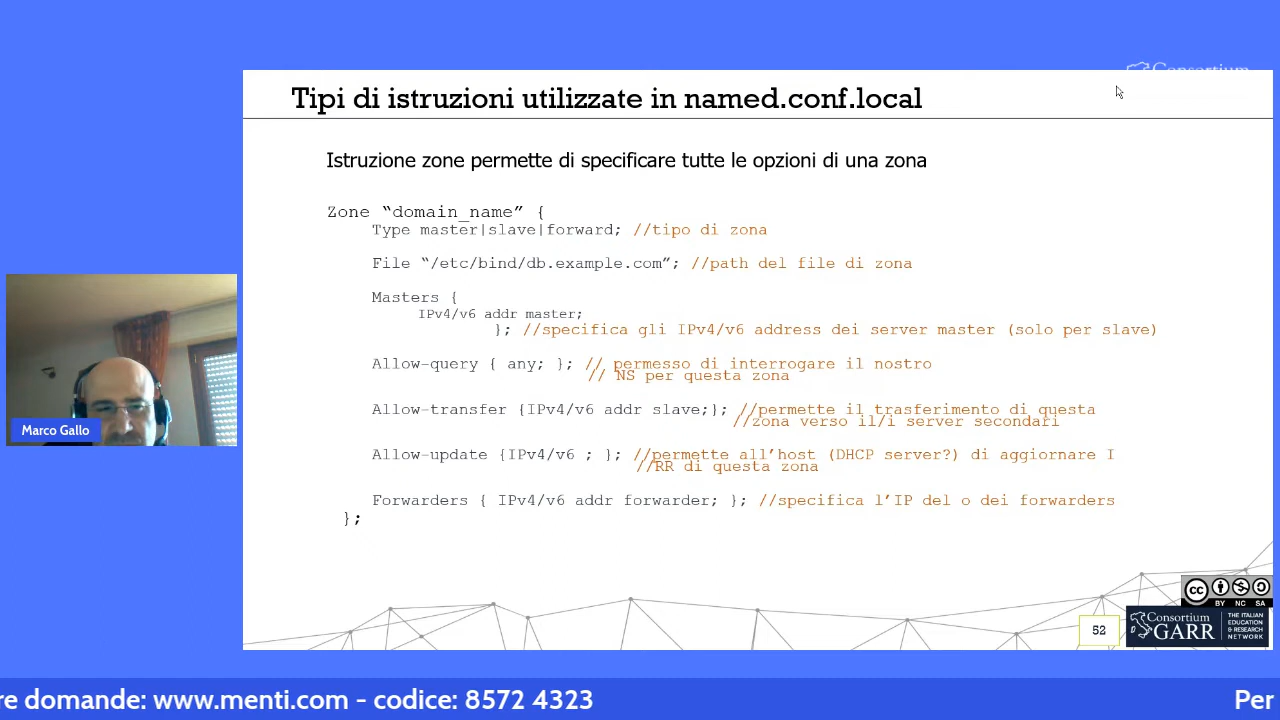 Consortium
Tipi di istruzioni utilizzate in named.conf.local
Istruzione zone permette di specificare tutte le opzioni di una zona
Zone “domain_name” {
Type master|slave|forward; //tipo di zona
File “/etc/bind/db.example.com”; //path del file di zona
Masters {
IPv4/v6 addr master;
}; //specifica gli IPv4/v6 address dei server master (solo per slave)
Allow-query { any; }; // permesso di interrogare il nostro
// NS per questa zona
Allow-transfer {IPv4/v6 addr slave;}; //permette il trasferimento di questa
//zona verso il/i server secondari
Allow-update {IPv4/v6 ; }; //permette all’host (DHCP server?) di aggiornare I
//RR di questa zona
Forwarders { IPv4/v6 addr forwarder; }; //specifica l’IP del o dei forwarders
};
Marco Gallo
52
cc
BY NC SA
Consortium
GARR
THE ITALIAN
EDUCATION
& RESEARCH
NETWORK
re domande: www.menti.com - codice: 8572 4323
Per